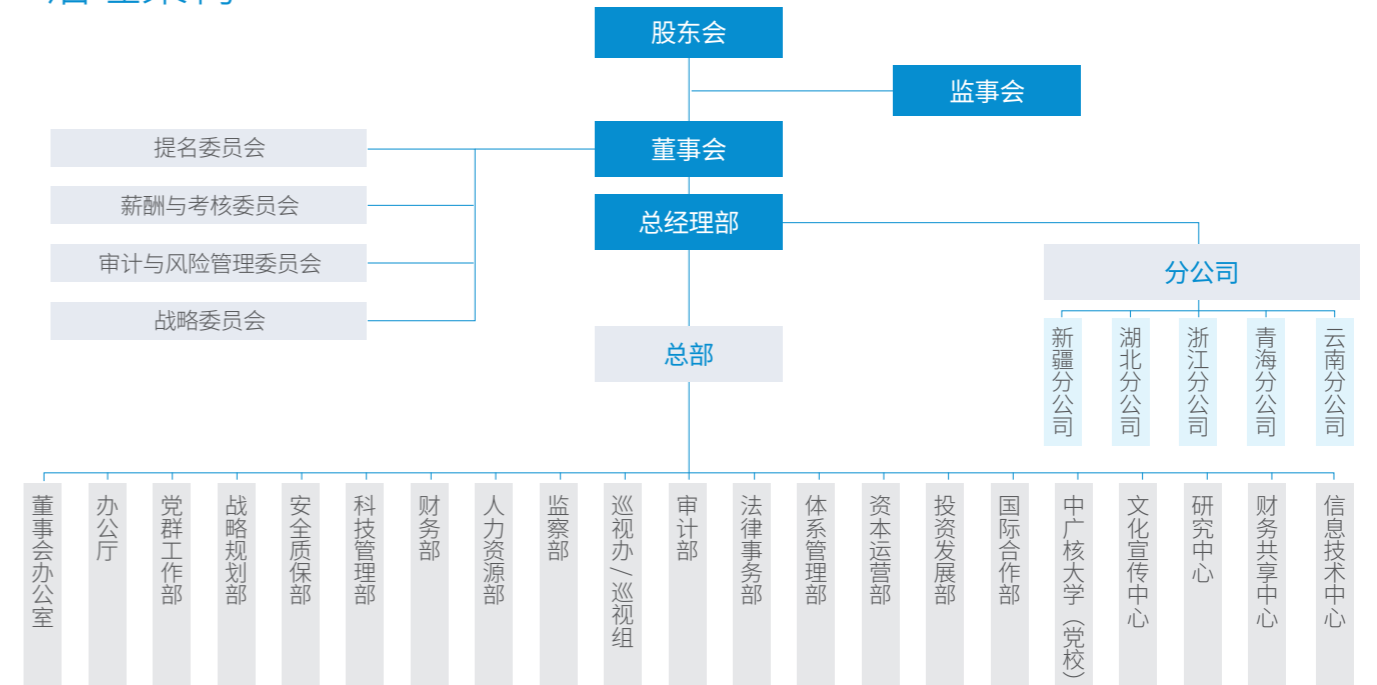 股东会
监事会
董事会
提名委员会
薪酬与考核委员会
审计与风险管理委员会
战略委员会
总经理部
分公司
新疆分公司
湖北分公司
浙江分公司
青海分公司
云南分公司
总部
董事会办公室
办公厅
党群工作部
战略规划部
安全质保部
科技管理部
财务部
人力资源部
监察部
巡视办/巡视组
审计部
法律事务部
体系管理部
资本运营部
投资发展部
国际合作部
中广核大学（党校）
文化宣传中心
研究中心
财务共享中心
信息技术中心